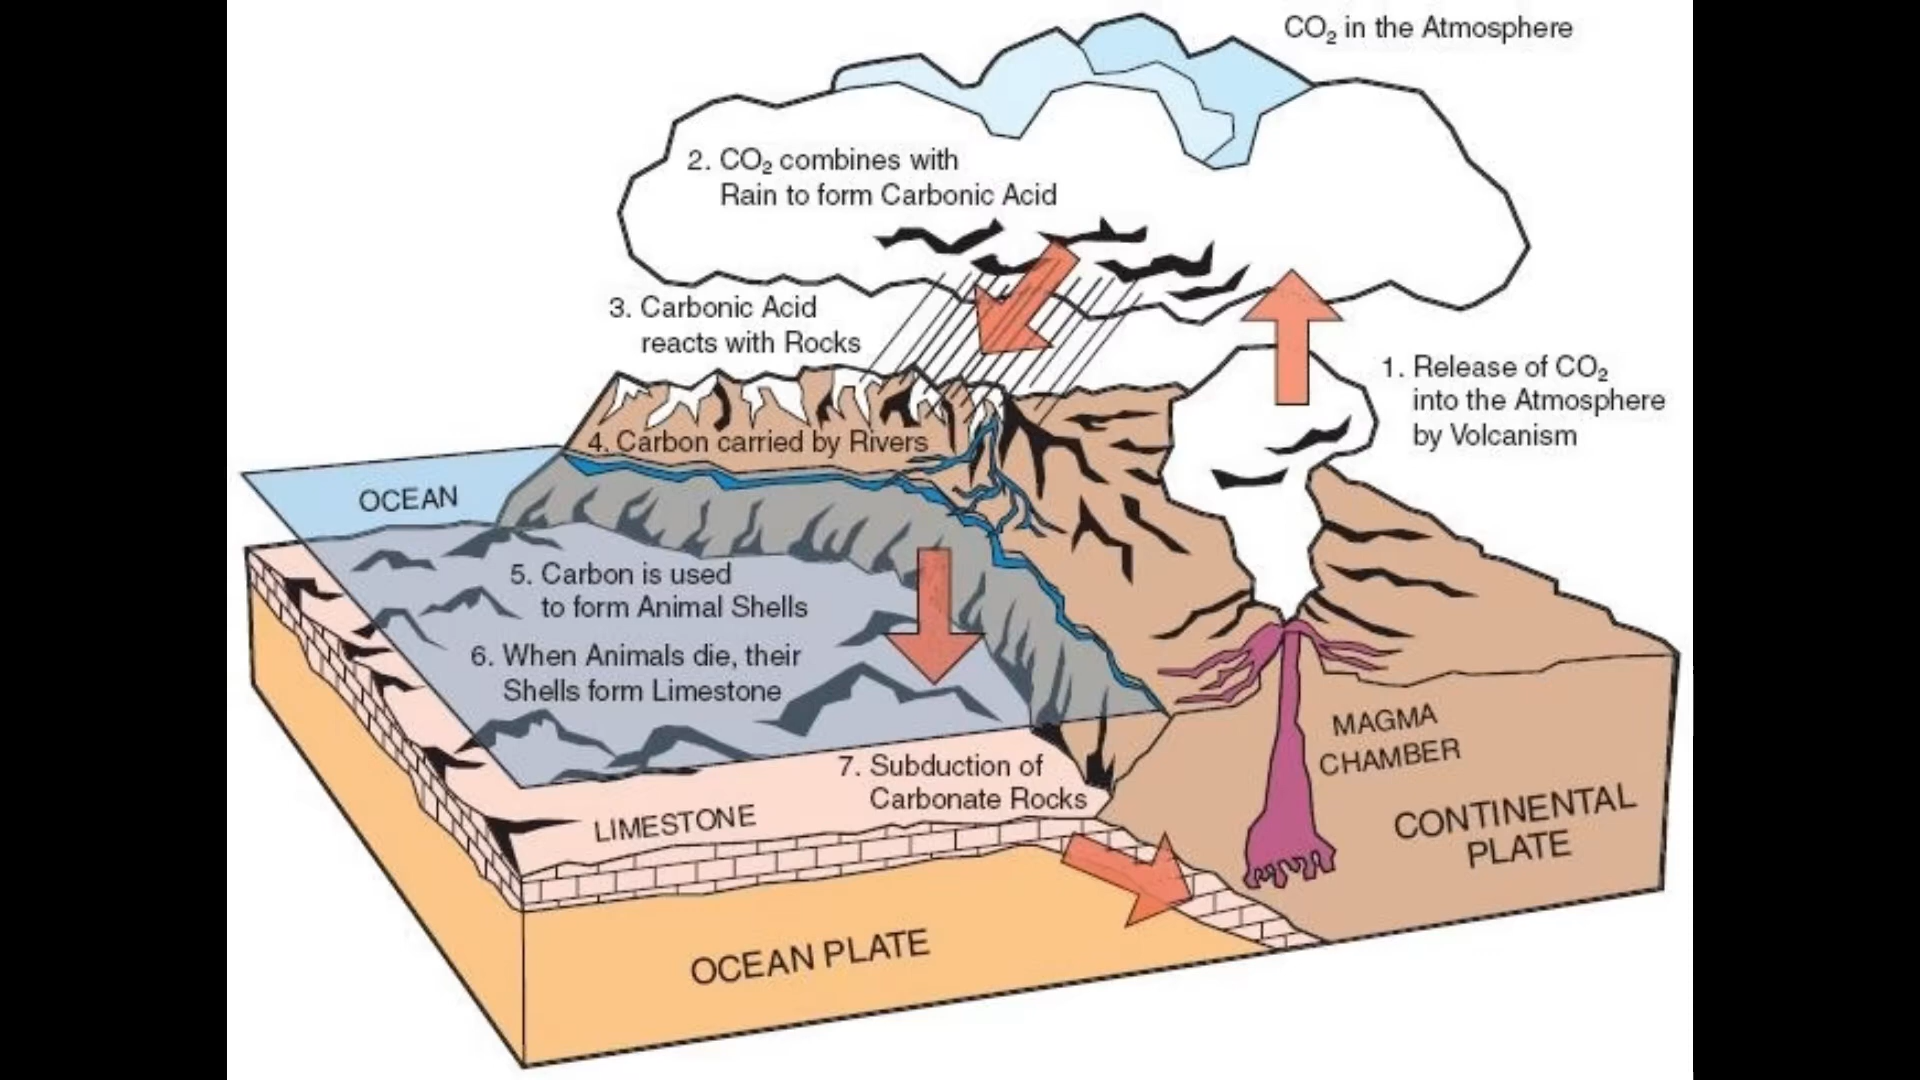 CO₂ in the Atmosphere
2. CO₂ combines with
Rain to form Carbonic Acid
3. Carbonic Acid
reacts with Rocks
1. Release of CO₂
into the Atmosphere
by Volcanism
4. Carbon carried by Rivers
OCEAN
5. Carbon is used
to form Animal Shells
6. When Animals die, their
Shells form Limestone
MAGMA
CHAMBER
7. Subduction of
Carbonate Rocks
LIMESTONE
CONTINENTAL
PLATE
OCEAN PLATE